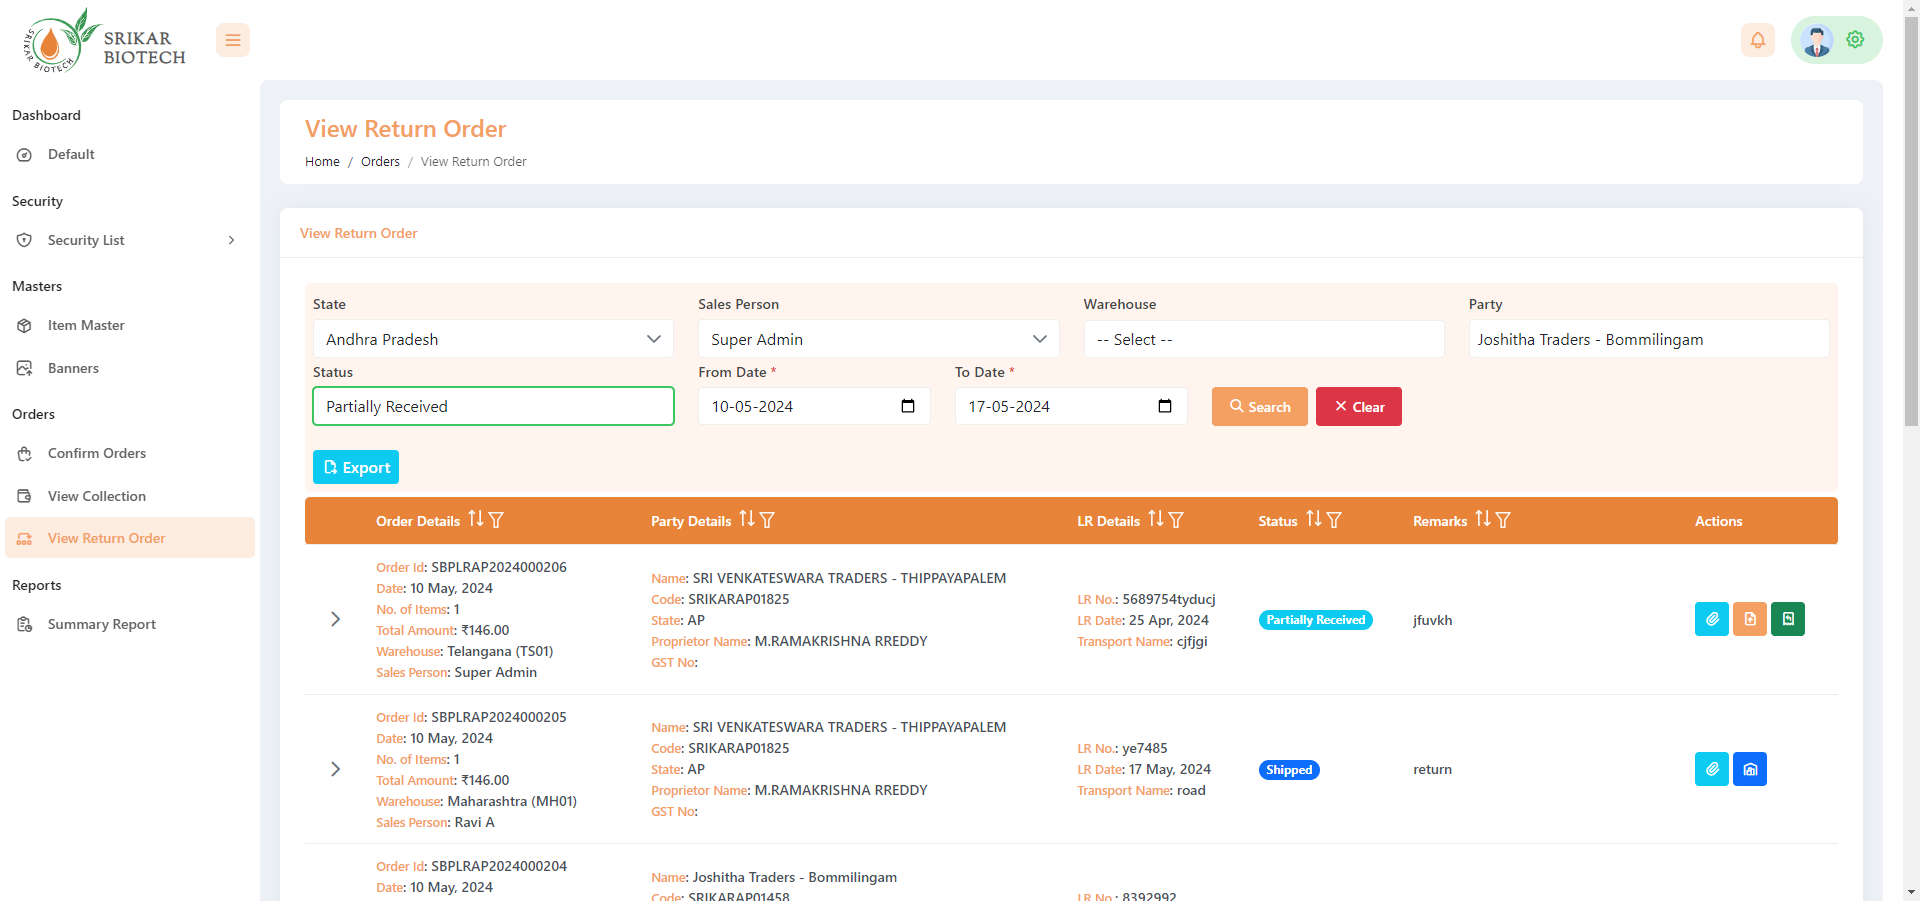 SRIKAR BIOTECH
SRIKAR
BIOTECH
Dashboard
Default
Security
Security List
Masters
Item Master
Banners
Orders
Confirm Orders
View Collection
View Return Order
Reports
Summary Report
View Return Order
Home / Orders / View Return Order
View Return Order
State
Sales Person
Warehouse
Party
Andhra Pradesh
Super Admin
-- Select --
Joshitha Traders - Bommilingam
Status
From Date *
To Date *
Partially Received
10-05-2024
17-05-2024
Search
Clear
Export
Order Details
Party Details
LR Details
Status
Remarks
Actions
Order Id: SBPLRAP2024000206
Date: 10 May, 2024
No. of Items: 1
Total Amount: ₹146.00
Warehouse: Telangana (TS01)
Sales Person: Super Admin
Name: SRI VENKATESWARA TRADERS - THIPPAYAPALEM
Code: SRIKARAP01825
State: AP
Proprietor Name: M.RAMAKRISHNA RREDDY
GST No:
LR No.: 5689754tyducj
LR Date: 25 Apr, 2024
Transport Name: cjfjgi
Partially Received
jfuvkh
Order Id: SBPLRAP2024000205
Date: 10 May, 2024
No. of Items: 1
Total Amount: ₹146.00
Warehouse: Maharashtra (MH01)
Sales Person: Ravi A
Name: SRI VENKATESWARA TRADERS - THIPPAYAPALEM
Code: SRIKARAP01825
State: AP
Proprietor Name: M.RAMAKRISHNA RREDDY
GST No:
LR No.: ye7485
LR Date: 17 May, 2024
Transport Name: road
Shipped
return
Order Id: SBPLRAP2024000204
Date: 10 May, 2024
Name: Joshitha Traders - Bommilingam
Code: SRIKARAP01458
LR No.: 8392992